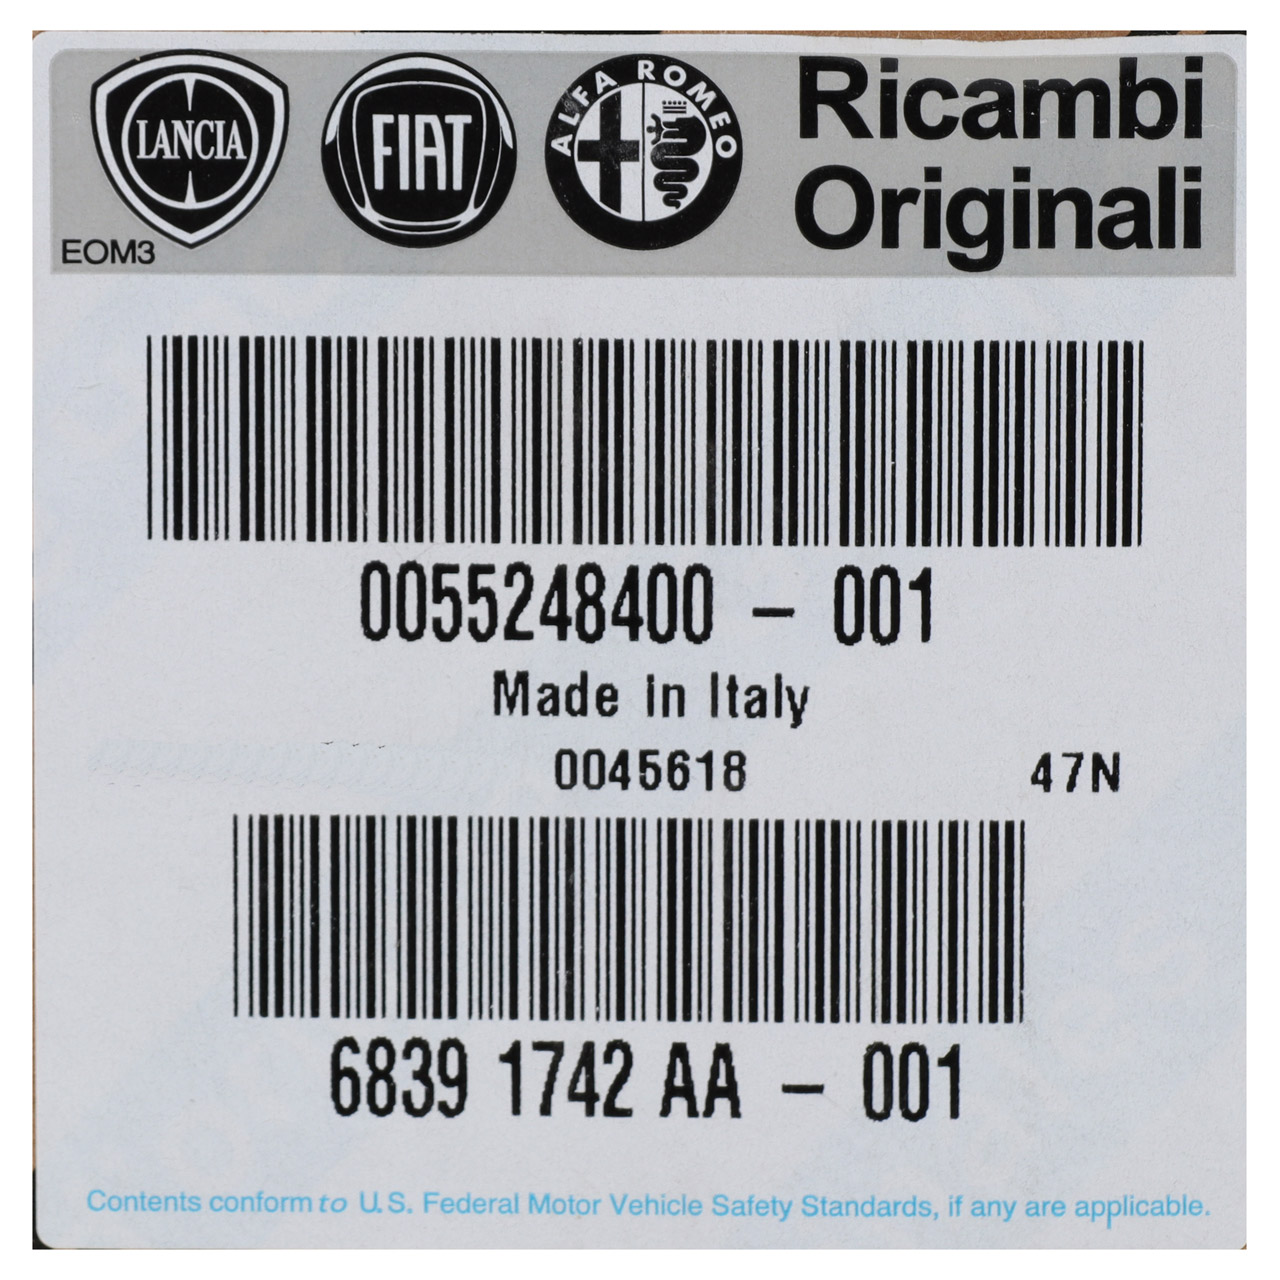 LANCIA
FIAT
ALFA ROMEO
Ricambi
Originali
EOM3
0055248400 – 001
Made in Italy
0045618 47N
6839 1742 AA – 001
Contents conform to U.S. Federal Motor Vehicle Safety Standards, if any are applicable.